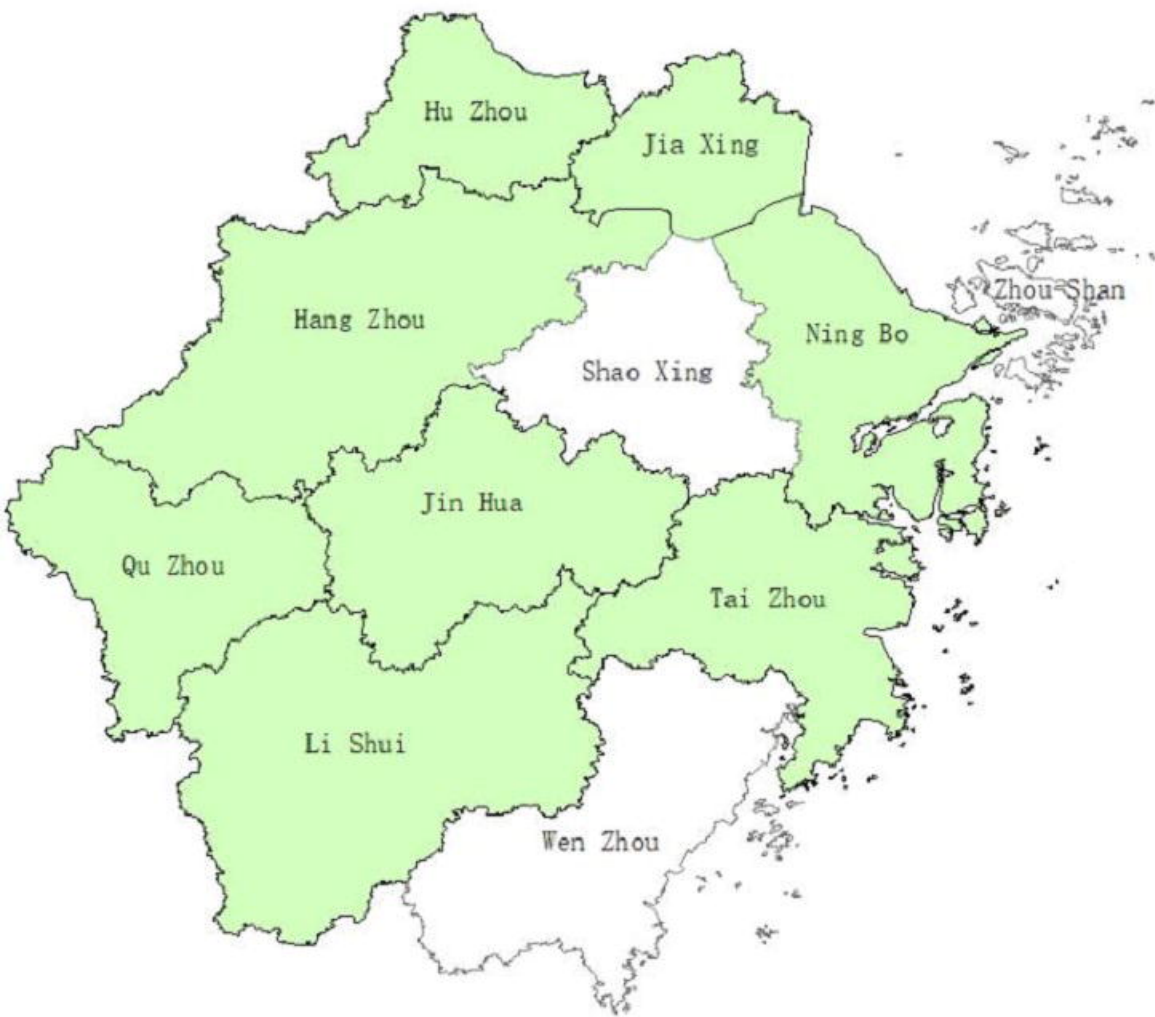 Hu Zhou
Jia Xing
Zhou Shan
Hang Zhou
Ning Bo
Shao Xing
Jin Hua
Qu Zhou
Tai Zhou
Li Shui
Wen Zhou